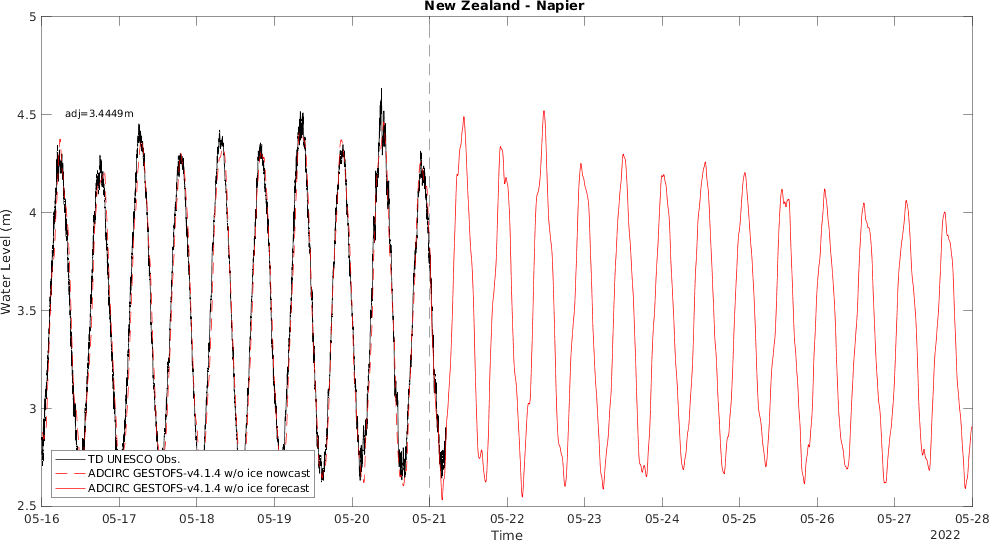 New Zealand - Napier
5
4.5
4
3.5
3
2.5
Water Level (m)
adj=3.4449m
TD UNESCO Obs.
ADCIRC GESTOFS-v4.1.4 w/o ice nowcast
ADCIRC GESTOFS-v4.1.4 w/o ice forecast
05-16 05-17 05-18 05-19 05-20 05-21 05-22 05-23 05-24 05-25 05-26 05-27 05-28
Time
2022